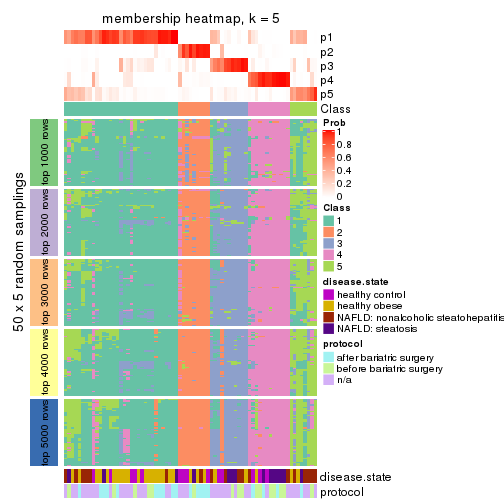 membership heatmap, k = 5
p1
p2
p3
p4
p5
Class
50 x 5 random samplings
top 1000 rows
top 2000 rows
top 3000 rows
top 4000 rows
top 5000 rows
Prob
1
0.8
0.6
0.4
0.2
0
Class
1
2
3
4
5
disease.state
healthy control
healthy obese
NAFLD: nonalcoholic steatohepatitis
NAFLD: steatosis
protocol
after bariatric surgery
before bariatric surgery
n/a
disease.state
protocol